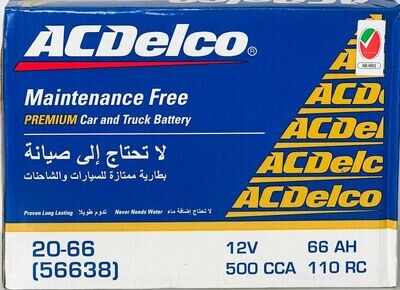 ACDelco®
NB-8802
Maintenance Free
PREMIUM Car and Truck Battery
لا تحتاج إلى صيانة
بطارية ممتازة للسيارات والشاحنات
Proven Long Lasting تدوم طويلا Never Needs Water لا تحتاج إضافة ماء
ACDelco
ACDelco
ACDelco
20-66 12V 66 AH
(56638) 500 CCA 110 RC